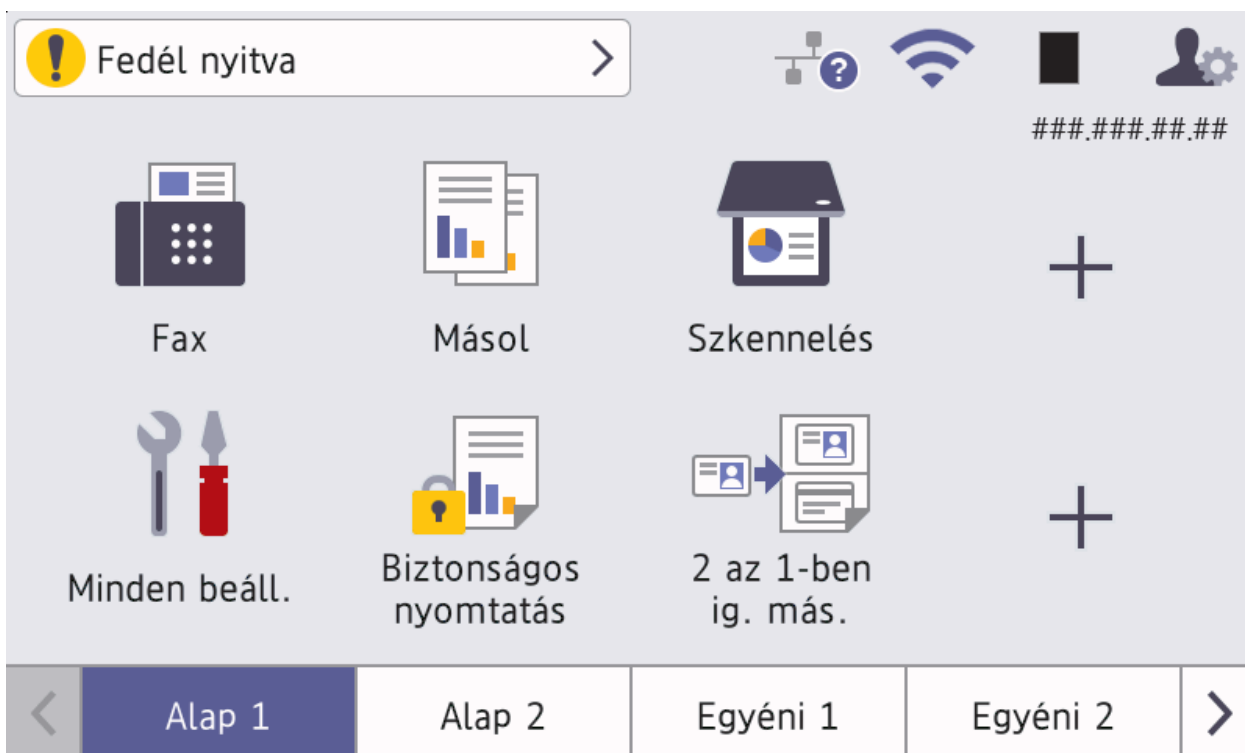 Fedél nyitva
###.###.##.##
Fax
Másol
Szkennelés
Minden beáll.
Biztonságos
nyomtatás
2 az 1-ben
ig. más.
Alap 1
Alap 2
Egyéni 1
Egyéni 2